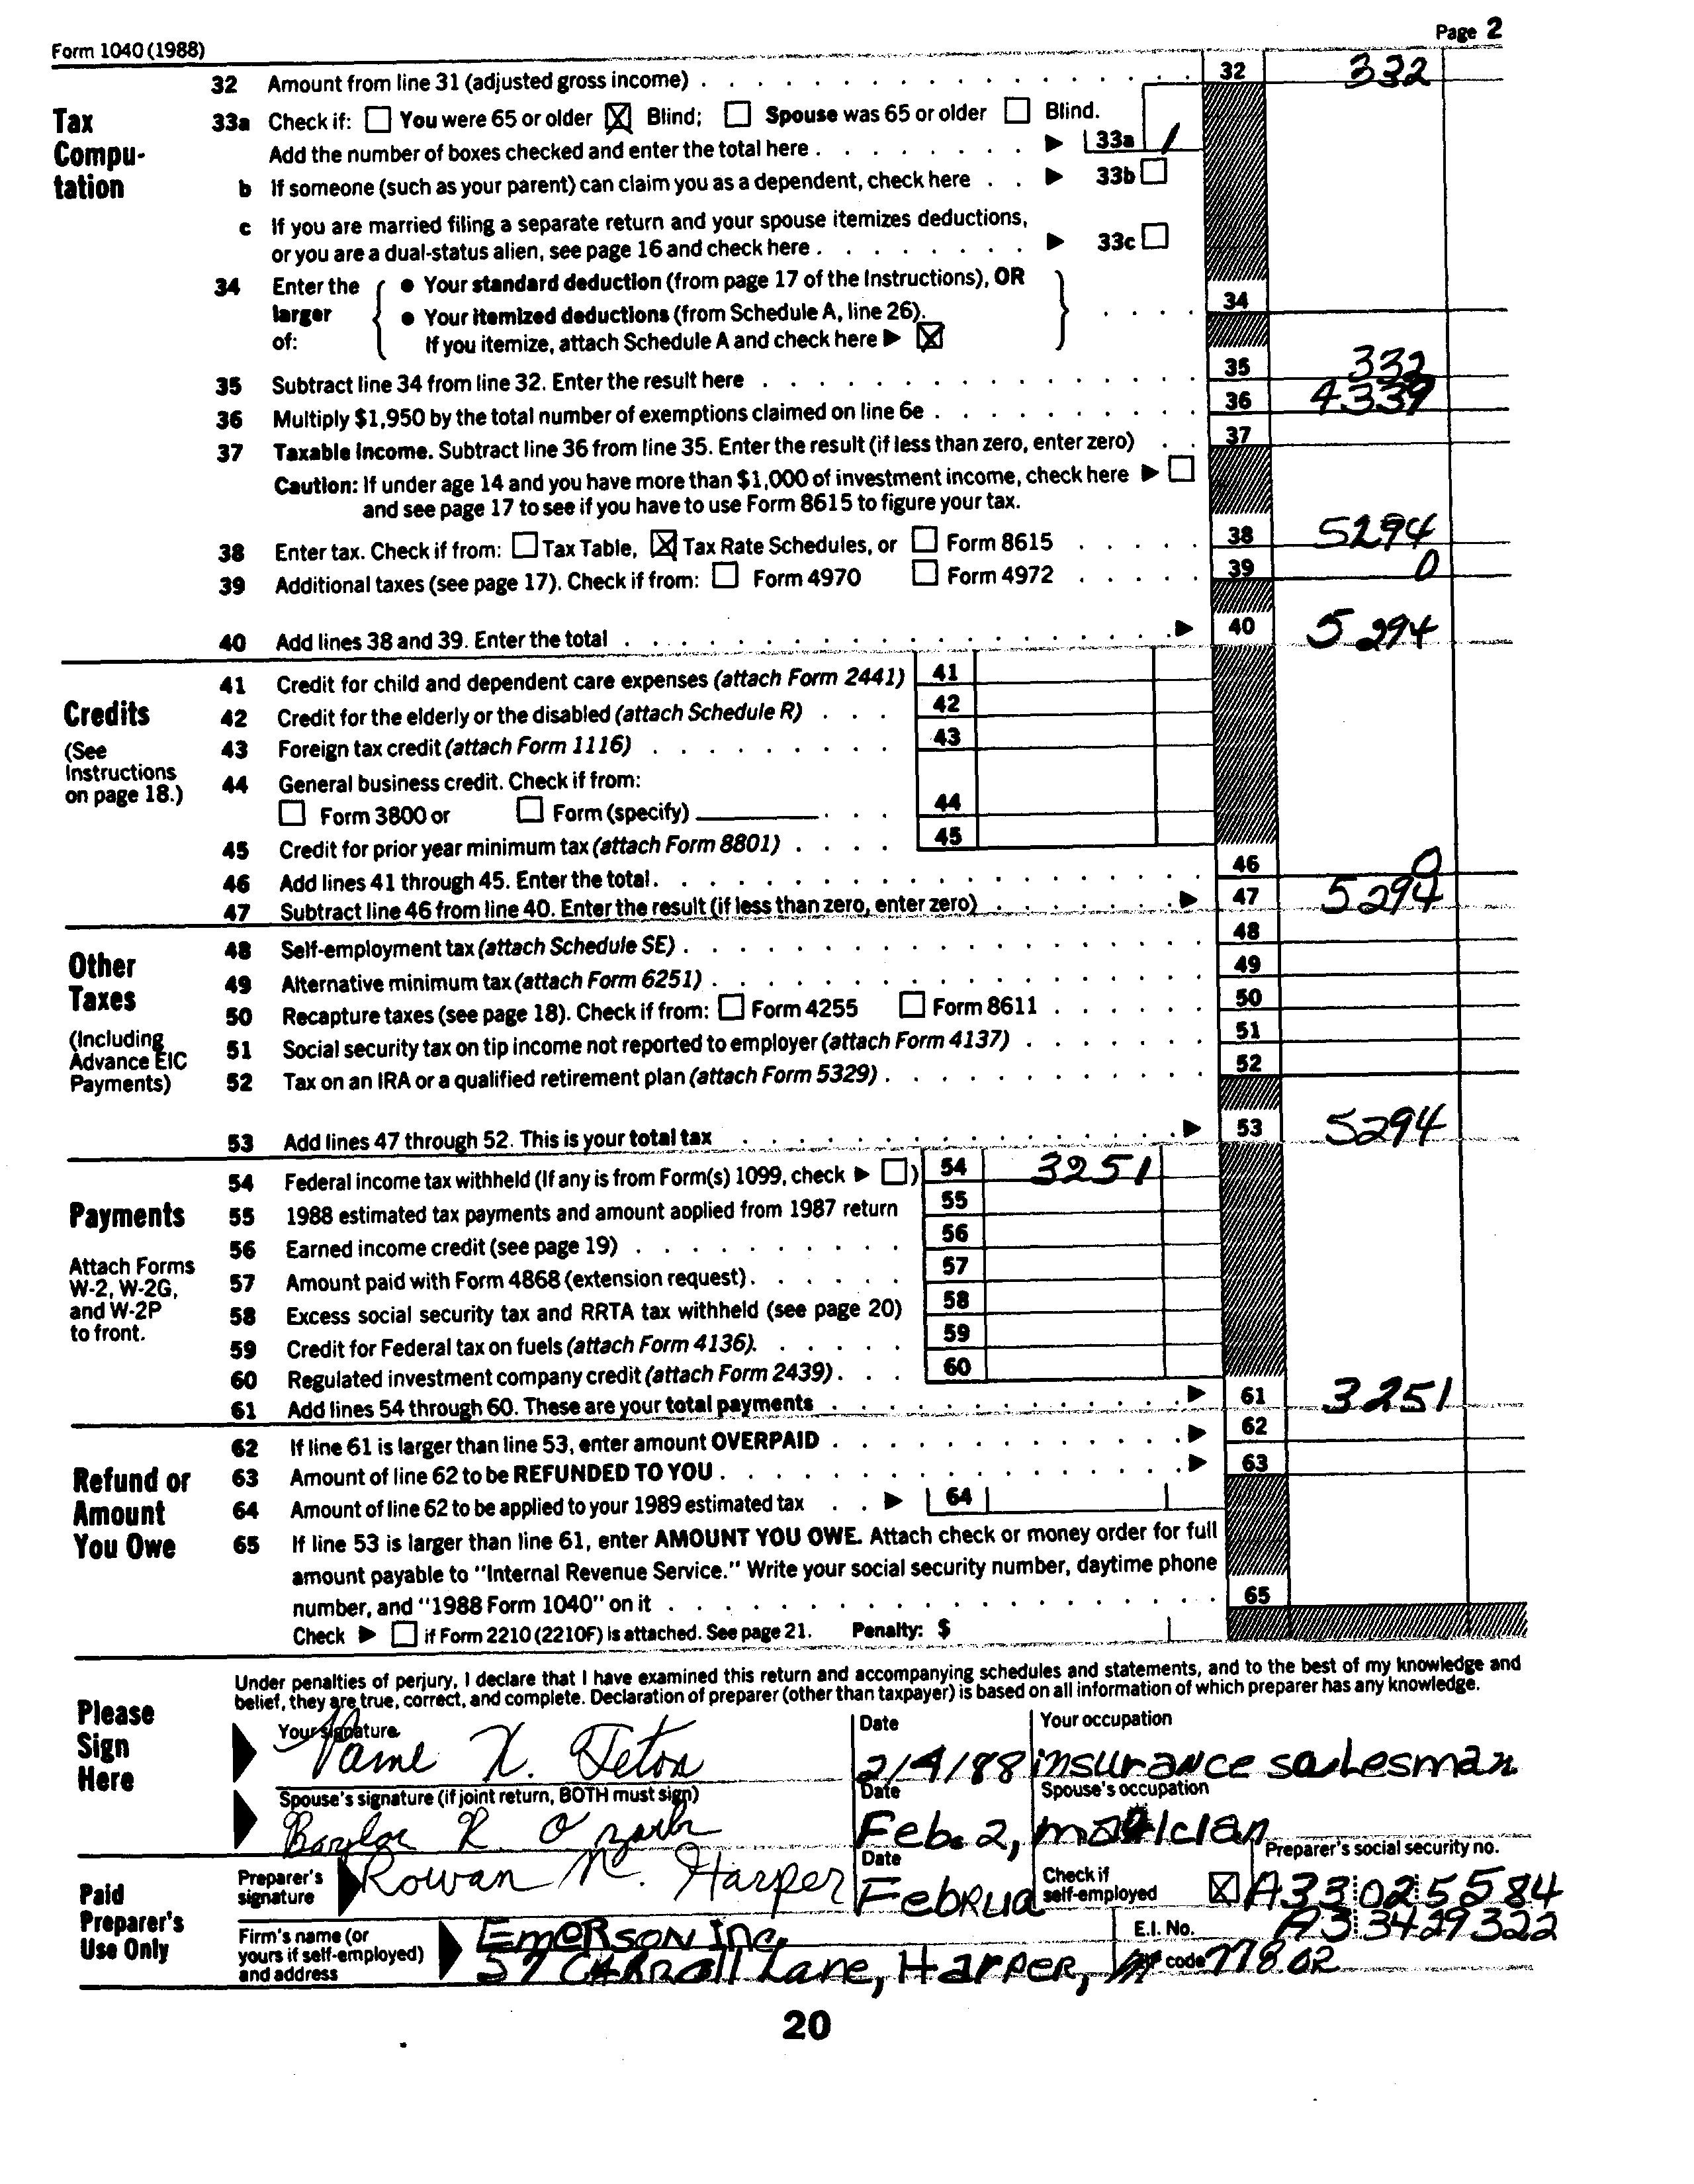 Form 1040 (1988) Page 2
Tax Computation
32 Amount from line 31 (adjusted gross income) 32 332
33a Check if: You were 65 or older Blind; Spouse was 65 or older Blind.
Add the number of boxes checked and enter the total here 33a 1
b If someone (such as your parent) can claim you as a dependent, check here 33b
c If you are married filing a separate return and your spouse itemizes deductions,
or you are a dual-status alien, see page 16 and check here 33c
34 Enter the larger of: • Your standard deduction (from page 17 of the Instructions), OR
• Your itemized deductions (from Schedule A, line 26).
If you itemize, attach Schedule A and check here 34
35 Subtract line 34 from line 32. Enter the result here 35 332
36 Multiply $1,950 by the total number of exemptions claimed on line 6e 36 4339
37 Taxable income. Subtract line 36 from line 35. Enter the result (if less than zero, enter zero) 37
Caution: If under age 14 and you have more than $1,000 of investment income, check here
and see page 17 to see if you have to use Form 8615 to figure your tax.
38 Enter tax. Check if from: Tax Table, Tax Rate Schedules, or Form 8615 38 5294
39 Additional taxes (see page 17). Check if from: Form 4970 Form 4972 39 0
40 Add lines 38 and 39. Enter the total 40 5294
Credits
(See Instructions on page 18.)
41 Credit for child and dependent care expenses (attach Form 2441) 41
42 Credit for the elderly or the disabled (attach Schedule R) 42
43 Foreign tax credit (attach Form 1116) 43
44 General business credit. Check if from:
Form 3800 or Form (specify) 44
45 Credit for prior year minimum tax (attach Form 8801) 45
46 Add lines 41 through 45. Enter the total 46 0
47 Subtract line 46 from line 40. Enter the result (if less than zero, enter zero) 47 5294
Other Taxes
(Including Advance EIC Payments)
48 Self-employment tax (attach Schedule SE) 48
49 Alternative minimum tax (attach Form 6251) 49
50 Recapture taxes (see page 18). Check if from: Form 4255 Form 8611 50
51 Social security tax on tip income not reported to employer (attach Form 4137) 51
52 Tax on an IRA or a qualified retirement plan (attach Form 5329) 52
53 Add lines 47 through 52. This is your total tax 53 5294
Payments
Attach Forms W-2, W-2G, and W-2P to front.
54 Federal income tax withheld (If any is from Form(s) 1099, check ) 54 3251
55 1988 estimated tax payments and amount applied from 1987 return 55
56 Earned income credit (see page 19) 56
57 Amount paid with Form 4868 (extension request) 57
58 Excess social security tax and RRTA tax withheld (see page 20) 58
59 Credit for Federal tax on fuels (attach Form 4136). 59
60 Regulated investment company credit (attach Form 2439) 60
61 Add lines 54 through 60. These are your total payments 61 3251
Refund or Amount You Owe
62 If line 61 is larger than line 53, enter amount OVERPAID 62
63 Amount of line 62 to be REFUNDED TO YOU 63
64 Amount of line 62 to be applied to your 1989 estimated tax 64
65 If line 53 is larger than line 61, enter AMOUNT YOU OWE. Attach check or money order for full
amount payable to "Internal Revenue Service." Write your social security number, daytime phone
number, and "1988 Form 1040" on it 65
Check if Form 2210 (2210F) is attached. See page 21. Penalty: $
Please Sign Here
Under penalties of perjury, I declare that I have examined this return and accompanying schedules and statements, and to the best of my knowledge and
belief, they are true, correct, and complete. Declaration of preparer (other than taxpayer) is based on all information of which preparer has any knowledge.
Your signature Date Your occupation
X. Teton 2/4/88 insurance salesman
Spouse's signature (if joint return, BOTH must sign) Date Spouse's occupation
Baylor R. Ozark Feb. 2,
Paid Preparer's Use Only
Preparer's signature Rowan N. Harper Date Februa Check if self-employed Preparer's social security no. A33025584
Firm's name (or yours if self-employed) and address Emerson Inc. E.I. No. A33429322
57 Carroll Lane, Harper, code 77802
20